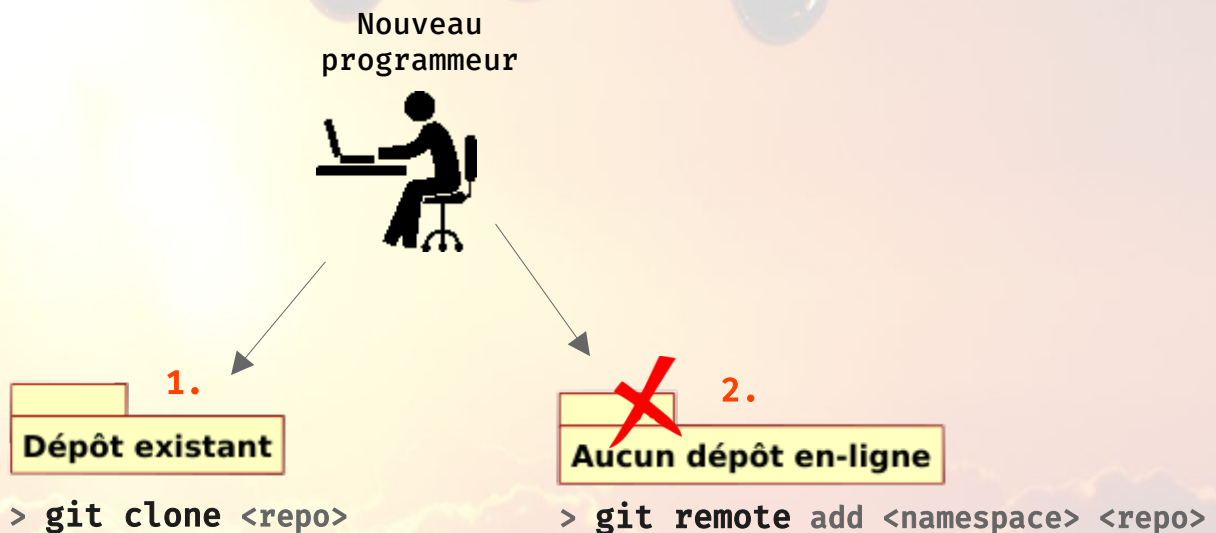 Nouveau
programmeur
1.
Dépôt existant
> git clone <repo>
2.
Aucun dépôt en-ligne
> git remote add <namespace> <repo>